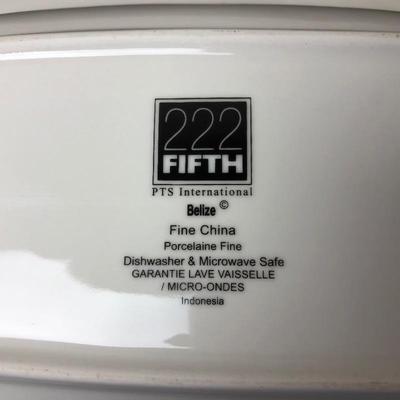 222
FIFTH
PTS International
Belize ©
Fine China
Porcelaine Fine
Dishwasher & Microwave Safe
GARANTIE LAVE VAISSELLE
/ MICRO-ONDES
Indonesia